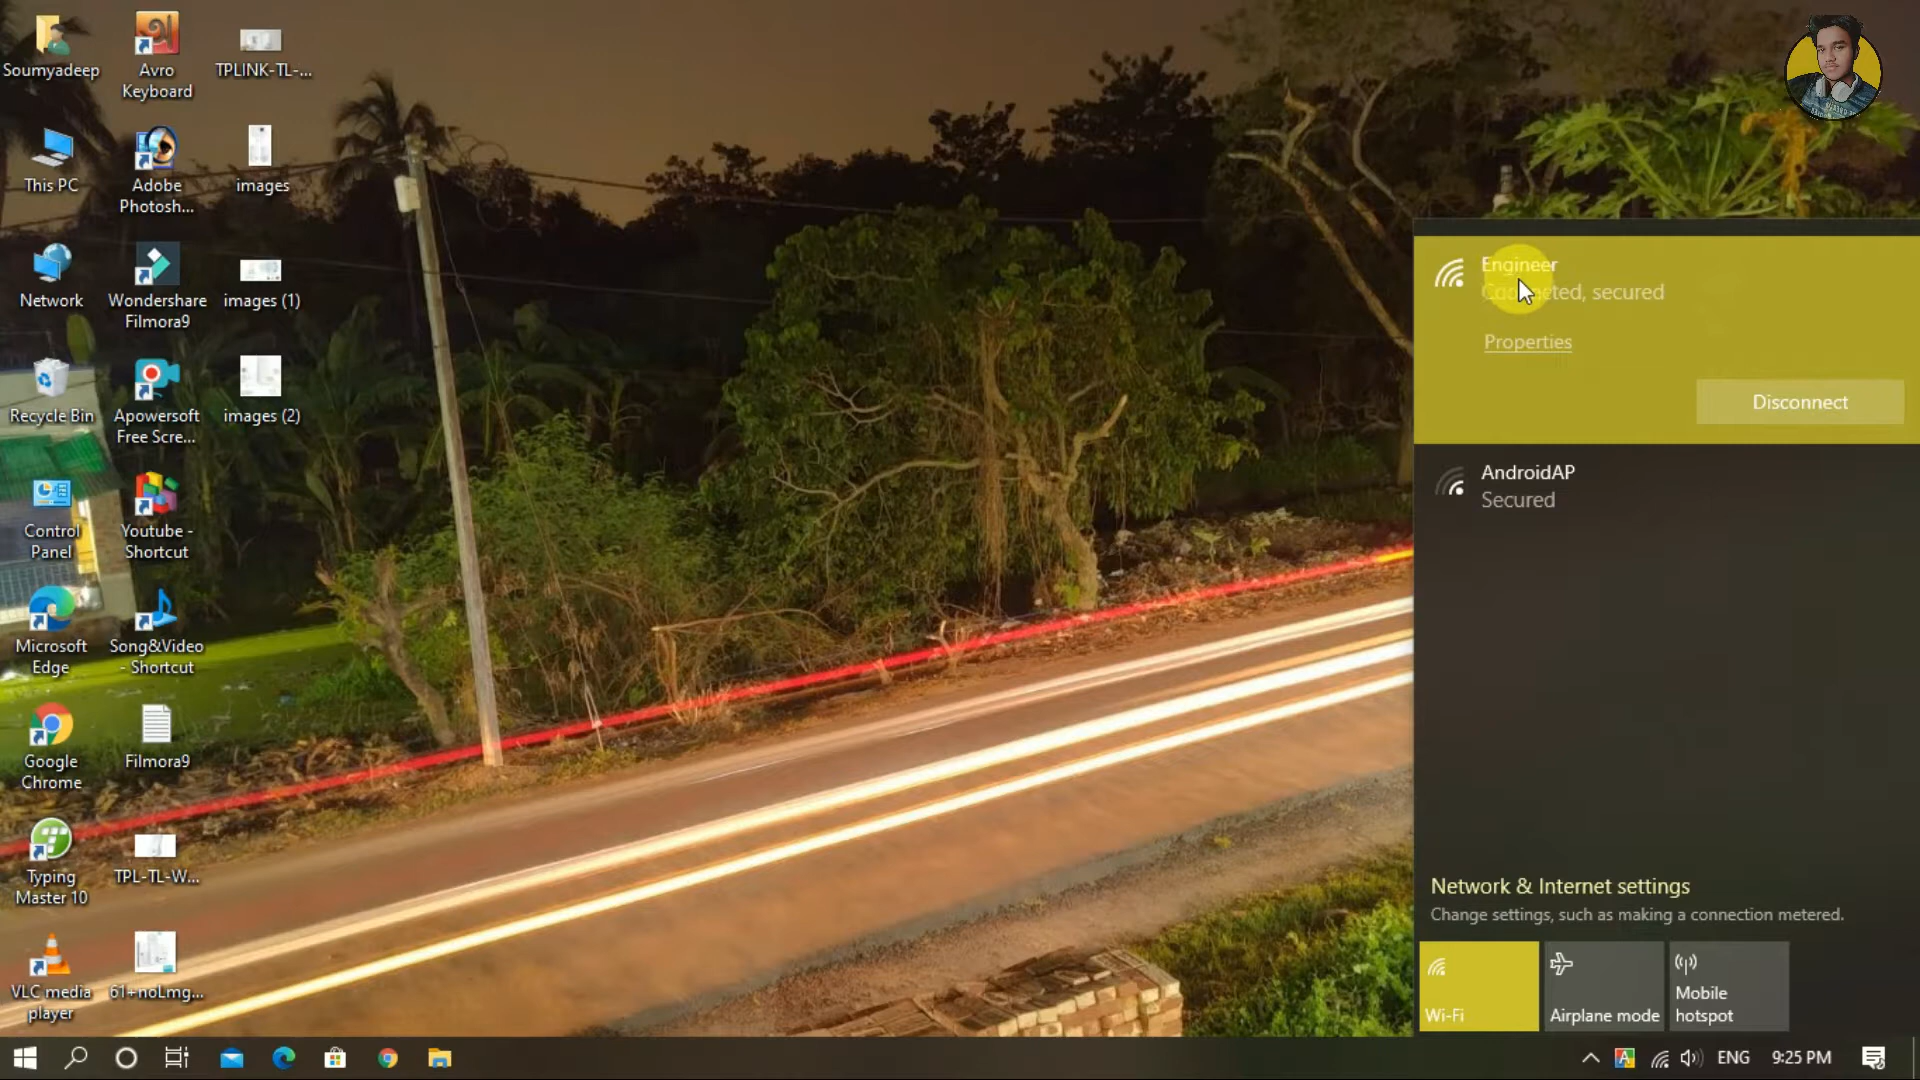 Soumyadeep
Avro
Keyboard
TPLINK-TL-...
This PC
Adobe
Photosh...
images
Network
Wondershare
Filmora9
images (1)
Recycle Bin
Apowersoft
Free Scre...
images (2)
Control
Panel
Youtube -
Shortcut
Microsoft
Edge
Song&Video
- Shortcut
Google
Chrome
Filmora9
Typing
Master 10
TPL-TL-W...
VLC media
player
61+noLmg...
Engineer
Connected, secured
Properties
Disconnect
AndroidAP
Secured
Network & Internet settings
Change settings, such as making a connection metered.
Wi-Fi
Airplane mode
Mobile
hotspot
ENG
9:25 PM